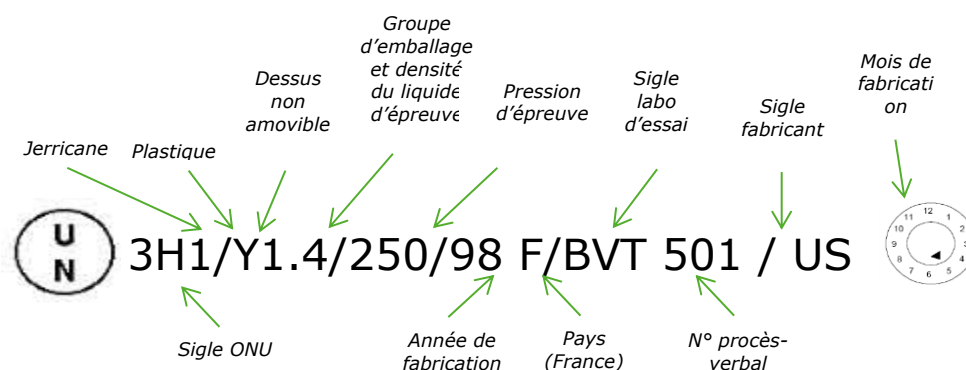 Groupe
d’emballage
et densité
du liquide
d’épreuve
Dessus
non
amovible
Pression
d’épreuve
Sigle
labo
d’essai
Sigle
fabricant
Mois de
fabricati
on
Jerricane
Plastique
U
N
3H1/Y1.4/250/98 F/BVT 501 / US
12
1
2
3
4
5
6
7
8
9
10
11
Sigle ONU
Année de
fabrication
Pays
(France)
N° procès-
verbal